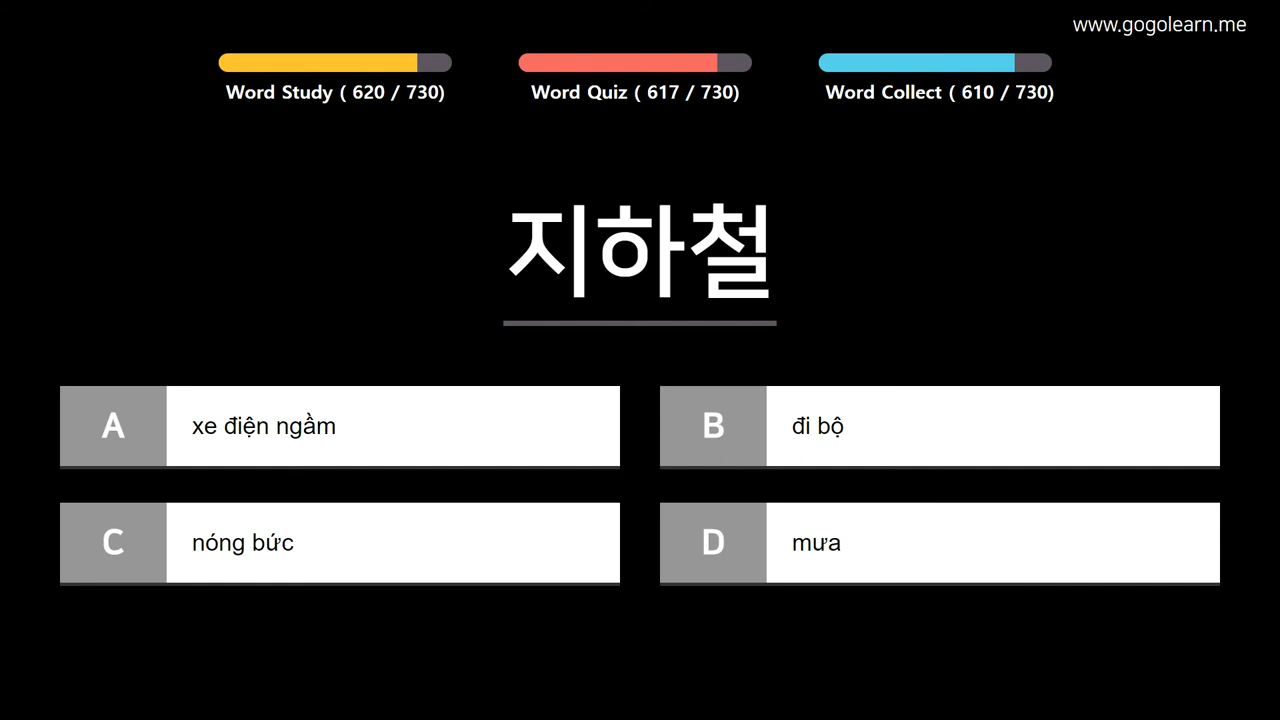 www.gogolearn.me
Word Study ( 620 / 730)
Word Quiz ( 617 / 730)
Word Collect ( 610 / 730)
지하철
A xe điện ngầm
B đi bộ
C nóng bức
D mưa